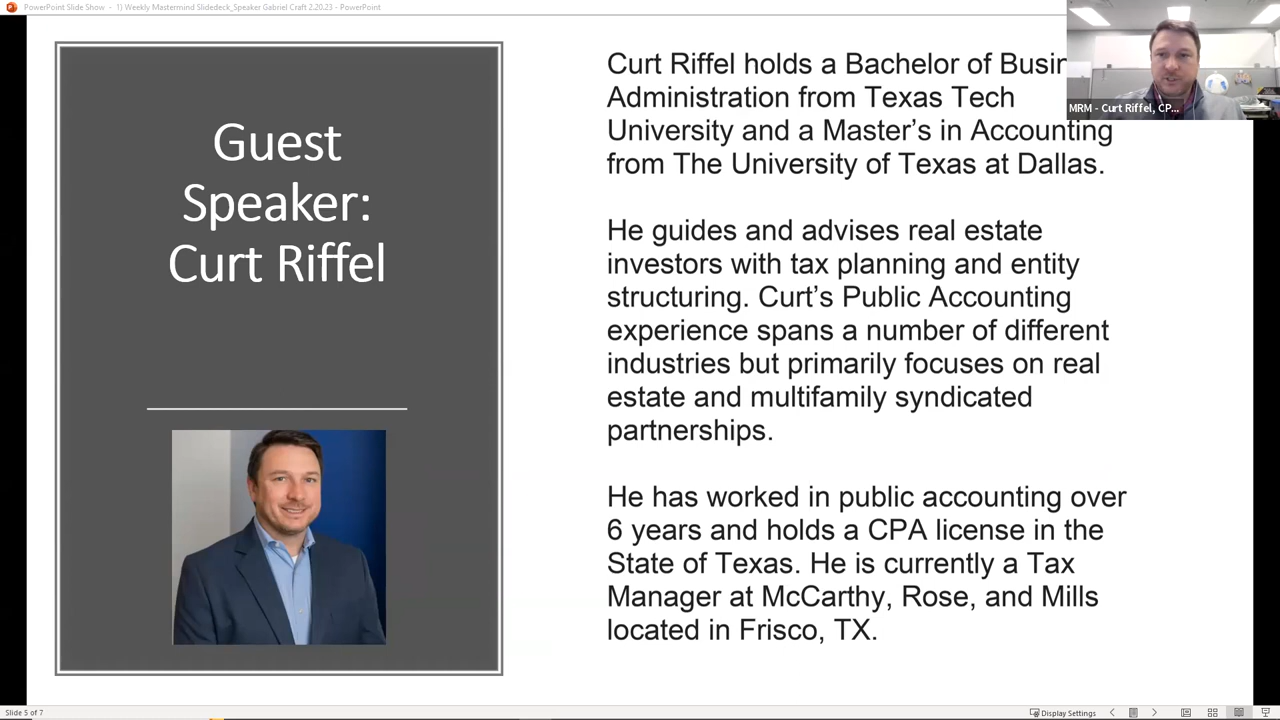 PowerPoint Slide Show - 1) Weekly Mastermind Slidedeck_Speaker Gabriel Craft 2.20.23 - PowerPoint
MRM - Curt Riffel, CP...
Guest
Speaker:
Curt Riffel
Curt Riffel holds a Bachelor of Busin
Administration from Texas Tech
University and a Master’s in Accounting
from The University of Texas at Dallas.
He guides and advises real estate
investors with tax planning and entity
structuring. Curt’s Public Accounting
experience spans a number of different
industries but primarily focuses on real
estate and multifamily syndicated
partnerships.
He has worked in public accounting over
6 years and holds a CPA license in the
State of Texas. He is currently a Tax
Manager at McCarthy, Rose, and Mills
located in Frisco, TX.
Slide 5 of 7
Display Settings